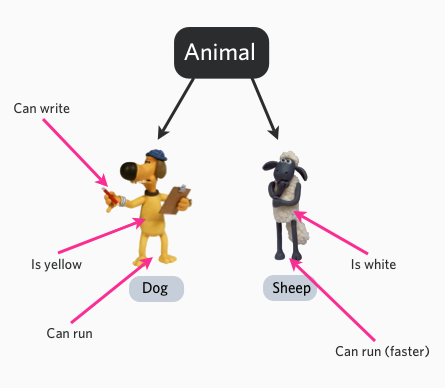 Animal
Can write
Is yellow
Is white
Dog
Sheep
Can run
Can run (faster)